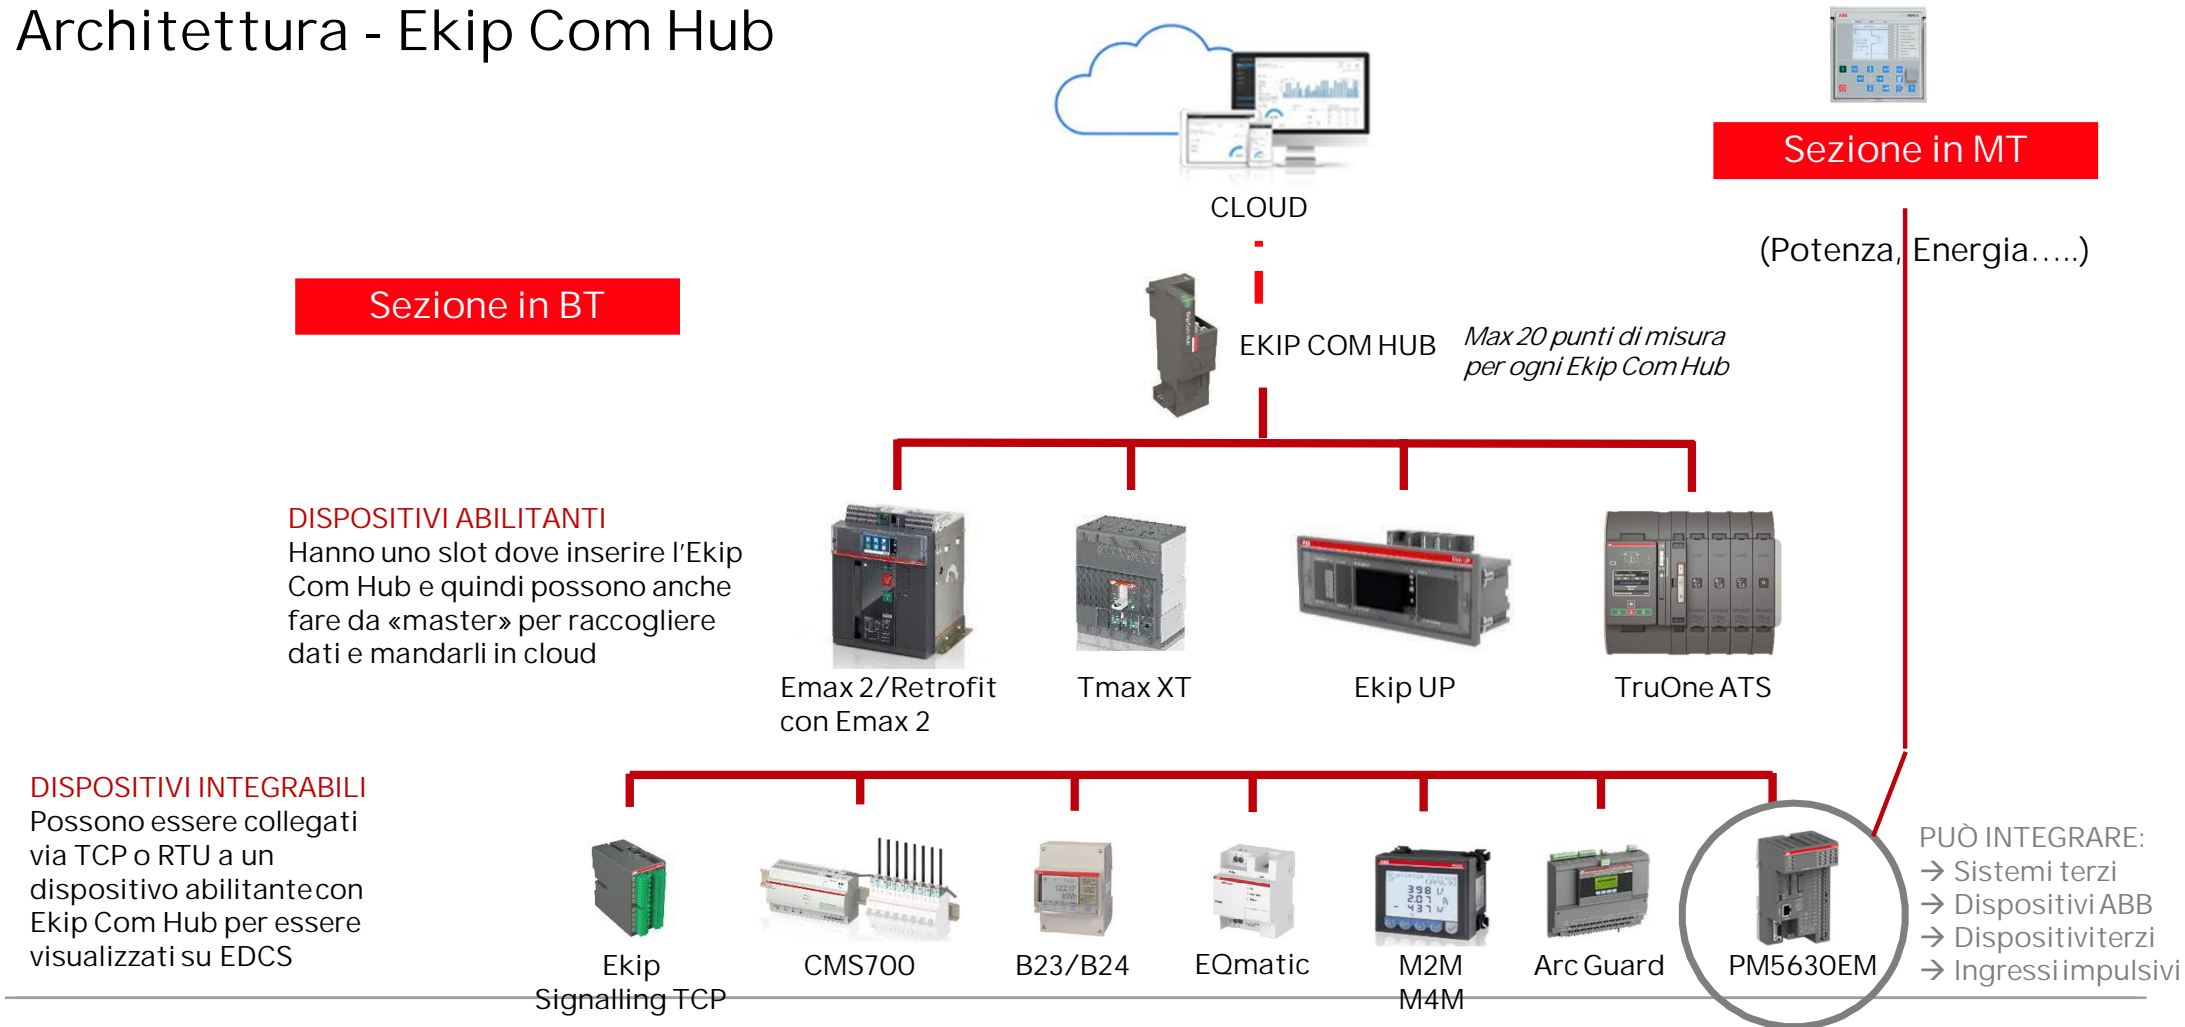 Architettura - Ekip Com Hub
Sezione in MT
CLOUD
(Potenza, Energia.....)
Sezione in BT
EKIP COM HUB
Max 20 punti di misura
per ogni Ekip Com Hub
DISPOSITIVI ABILITANTI
Hanno uno slot dove inserire l'Ekip
Com Hub e quindi possono anche
fare da «master» per raccogliere
dati e mandarli in cloud
Emax 2/Retrofit
con Emax 2
Tmax XT
Ekip UP
TruOne ATS
DISPOSITIVI INTEGRABILI
Possono essere collegati
via TCP o RTU a un
dispositivo abilitante con
Ekip Com Hub per essere
visualizzati su EDCS
Ekip
Signalling TCP
CMS700
B23/B24
EQmatic
M2M
M4M
Arc Guard
PM5630EM
PUÒ INTEGRARE:
→ Sistemi terzi
→ Dispositivi ABB
→ Dispositivi terzi
→ Ingressi impulsivi